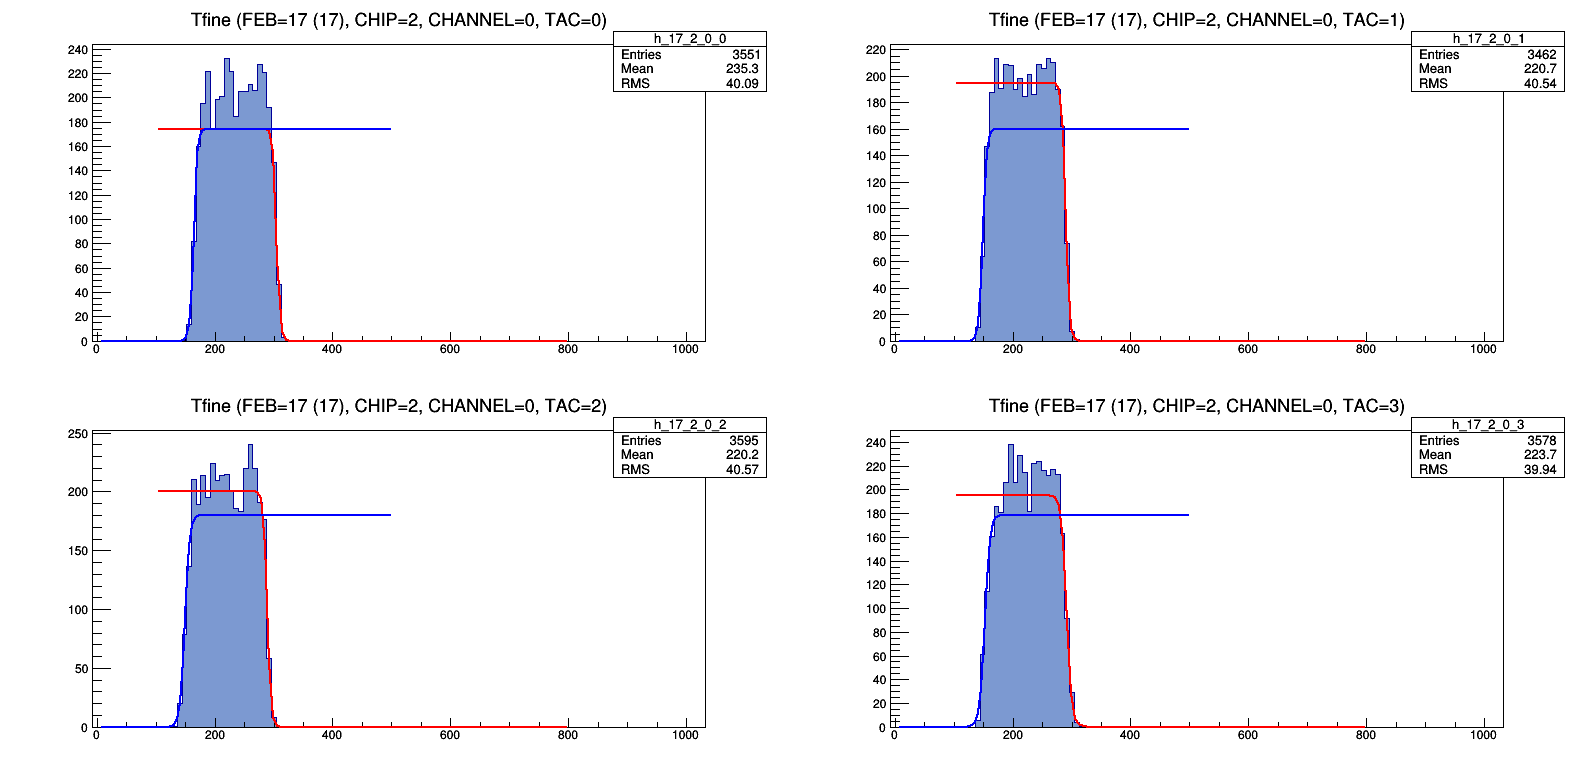 Tfine (FEB=17 (17), CHIP=2, CHANNEL=0, TAC=0)
h_17_2_0_0
Entries 3551
Mean 235.3
RMS 40.09
240
220
200
180
160
140
120
100
80
60
40
20
0
0 200 400 600 800 1000
Tfine (FEB=17 (17), CHIP=2, CHANNEL=0, TAC=1)
h_17_2_0_1
Entries 3462
Mean 220.7
RMS 40.54
220
200
180
160
140
120
100
80
60
40
20
0
0 200 400 600 800 1000
Tfine (FEB=17 (17), CHIP=2, CHANNEL=0, TAC=2)
h_17_2_0_2
Entries 3595
Mean 220.2
RMS 40.57
250
200
150
100
50
0
0 200 400 600 800 1000
Tfine (FEB=17 (17), CHIP=2, CHANNEL=0, TAC=3)
h_17_2_0_3
Entries 3578
Mean 223.7
RMS 39.94
240
220
200
180
160
140
120
100
80
60
40
20
0
0 200 400 600 800 1000